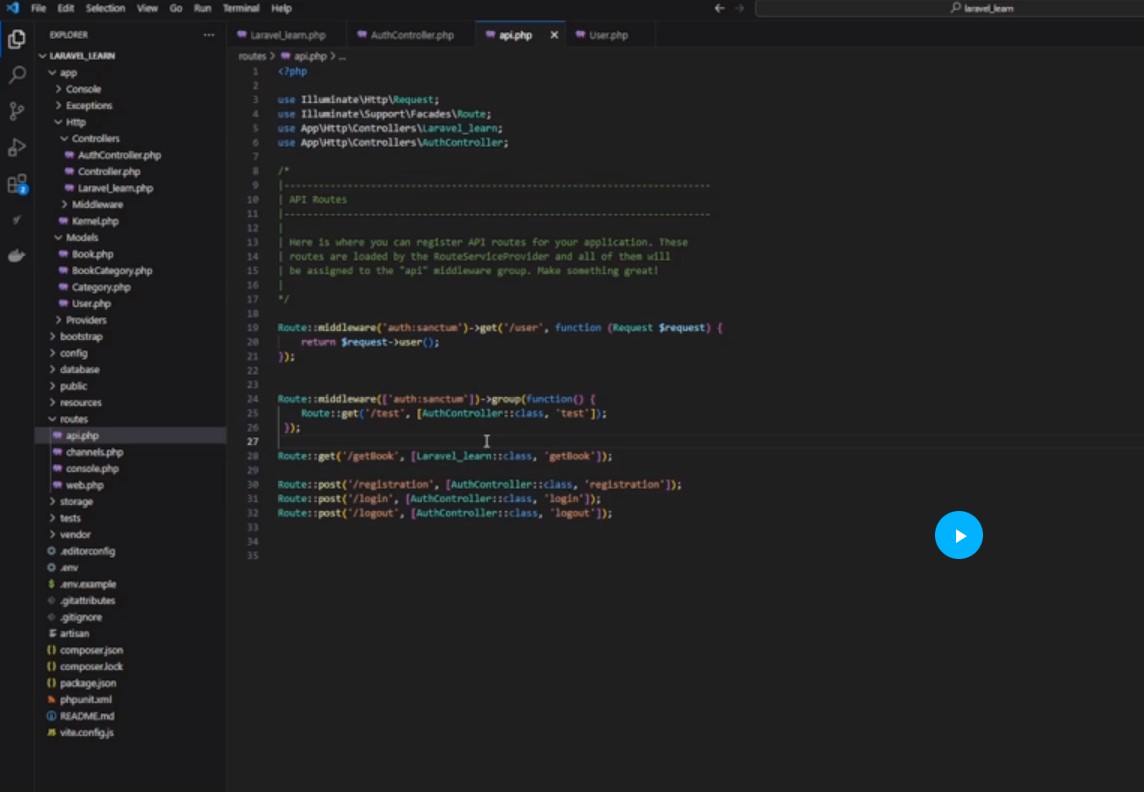 File Edit Selection View Go Run Terminal Help
laravel_learn
EXPLORER
LARAVEL_LEARN
app
Console
Exceptions
Http
Controllers
AuthController.php
Controller.php
Laravel_learn.php
Middleware
Kernel.php
Models
Book.php
BookCategory.php
Category.php
User.php
Providers
bootstrap
config
database
public
resources
routes
api.php
channels.php
console.php
web.php
storage
tests
vendor
.editorconfig
.env
.env.example
.gitattributes
.gitignore
artisan
composer.json
composer.lock
package.json
phpunit.xml
README.md
vite.config.js
2
Laravel_learn.php AuthController.php api.php User.php
routes > api.php > ...
1 <?php
2
3 use Illuminate\Http\Request;
4 use Illuminate\Support\Facades\Route;
5 use App\Http\Controllers\Laravel_learn;
6 use App\Http\Controllers\AuthController;
7
8 /*
9 |--------------------------------------------------------------------------
10 | API Routes
11 |--------------------------------------------------------------------------
12 |
13 | Here is where you can register API routes for your application. These
14 | routes are loaded by the RouteServiceProvider and all of them will
15 | be assigned to the "api" middleware group. Make something great!
16 |
17 */
18
19 Route::middleware('auth:sanctum')->get('/user', function (Request $request) {
20 return $request->user();
21 });
22
23
24 Route::middleware(['auth:sanctum'])->group(function() {
25 Route::get('/test', [AuthController::class, 'test']);
26 });
27
28 Route::get('/getBook', [Laravel_learn::class, 'getBook']);
29
30 Route::post('/registration', [AuthController::class, 'registration']);
31 Route::post('/login', [AuthController::class, 'login']);
32 Route::post('/logout', [AuthController::class, 'logout']);
33
34
35